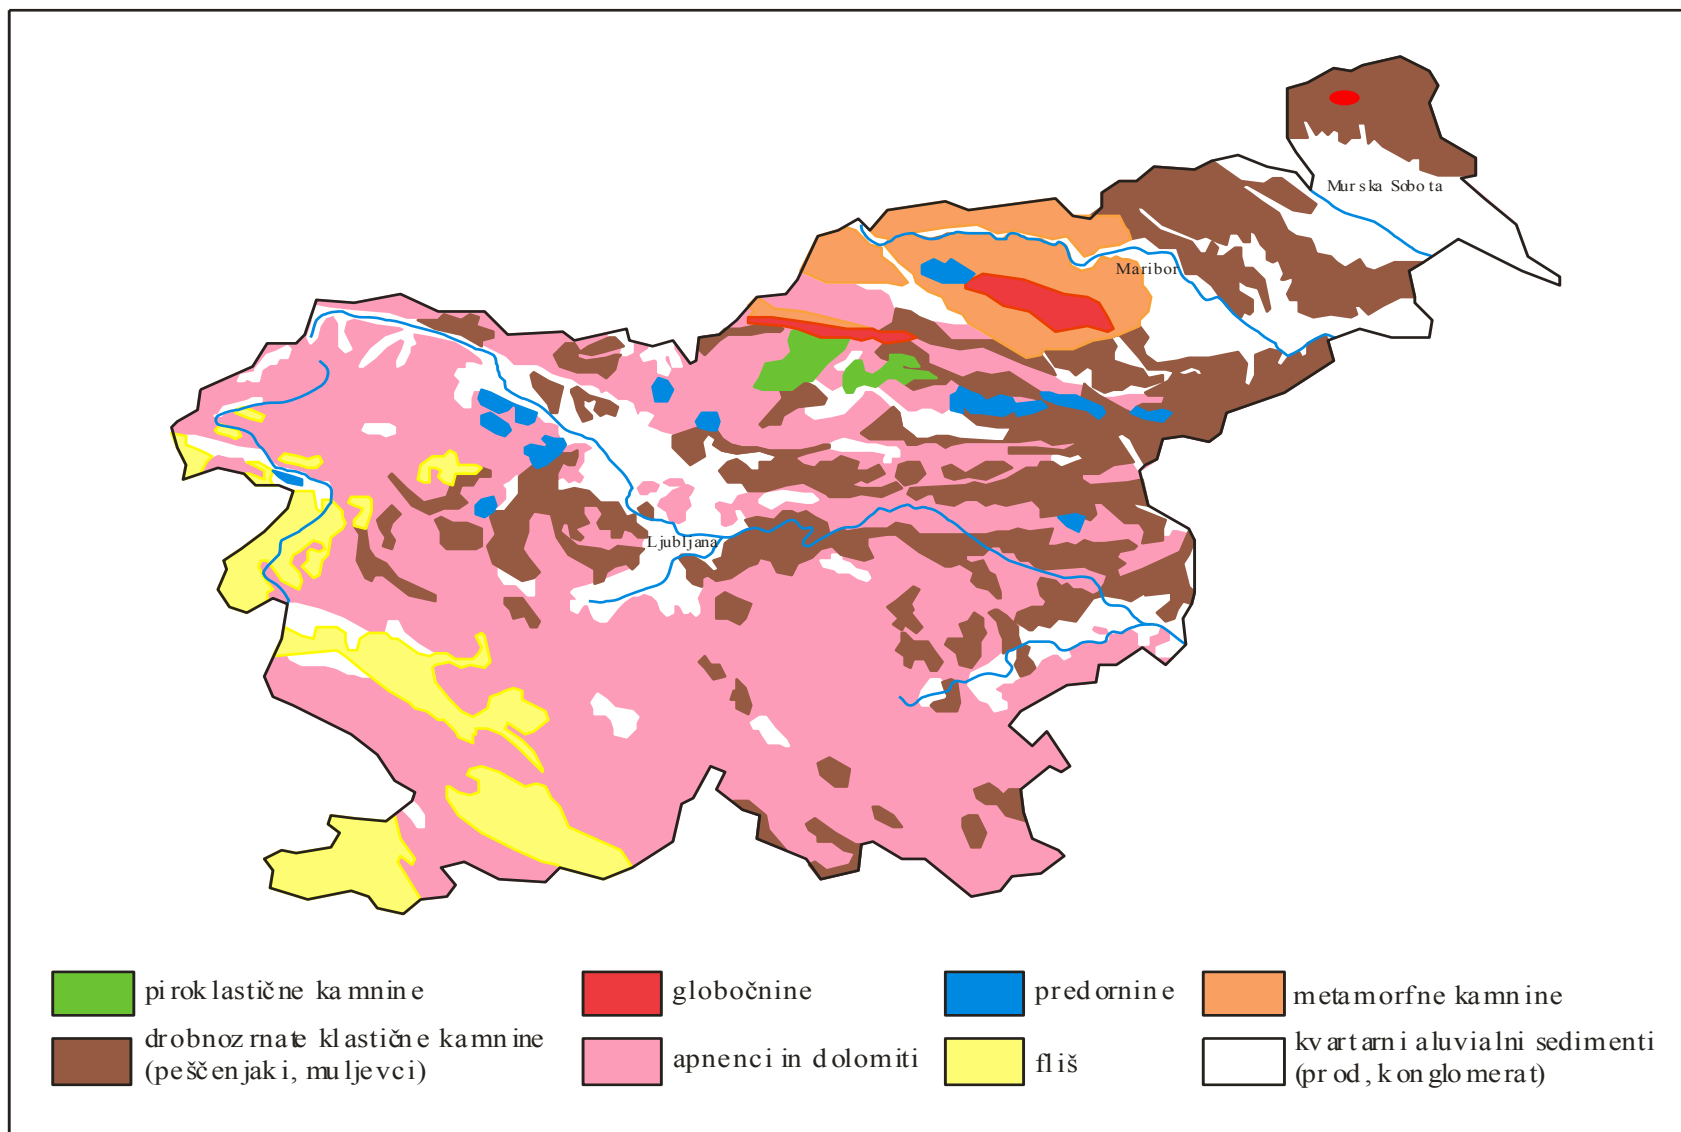 Murska Sobota
Maribor
Ljubljana
piroklastične kamnine
globočnine
predornine
metamorfne kamnine
drobnozrnate klastične kamnine
(peščenjaki, muljevci)
apnenci in dolomiti
fliš
kvartarni aluvialni sedimenti
(prod, konglomerat)